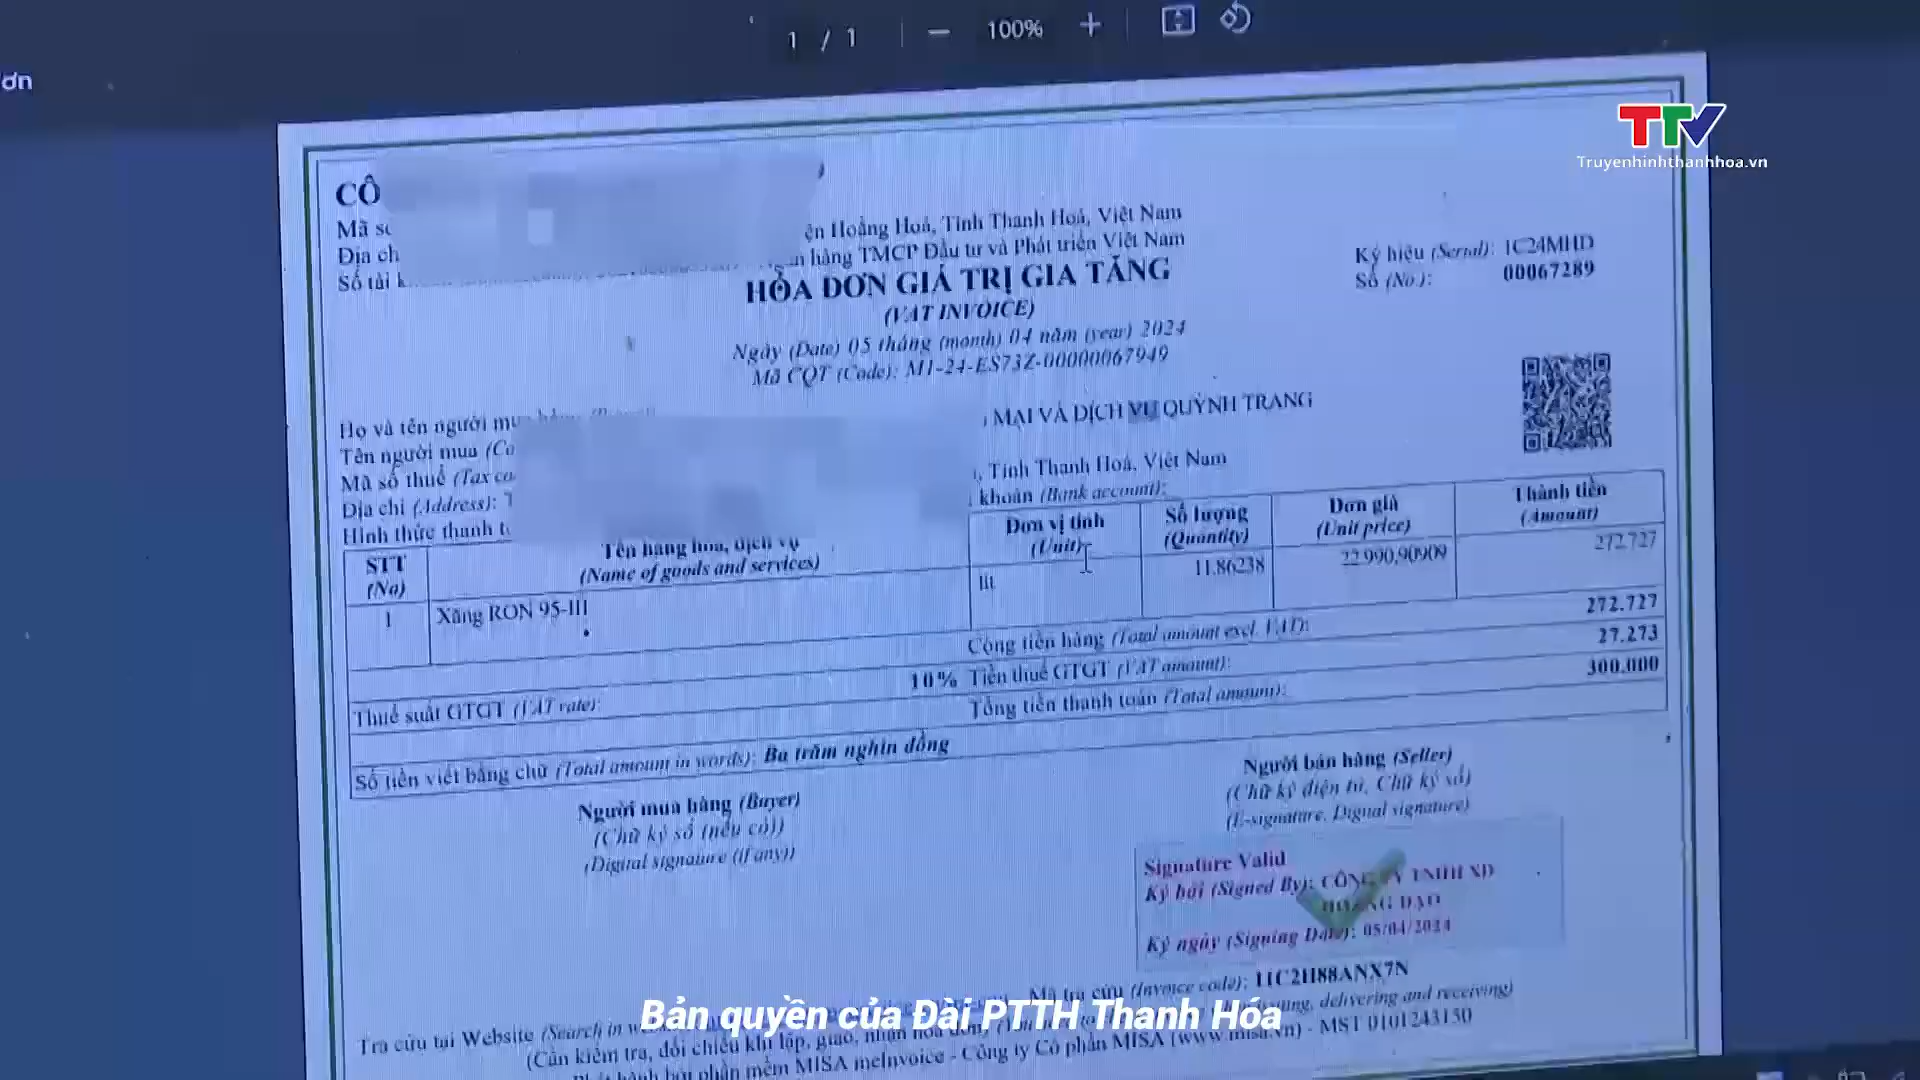 1 / 1
100%
ơn
TTV
Truyenhinhthanhhoa.vn
CÔ
Mã số
Địa ch
ện Hoằng Hoá, Tỉnh Thanh Hoá, Việt Nam
Số tài k
hàng TMCP Đầu tư và Phát triển Việt Nam
HÓA ĐƠN GIÁ TRỊ GIA TĂNG
(VAT INVOICE)
Ngày (Date) 05 tháng (month) 04 năm (year) 2024
Mã CQT (Code): M1-24-ES73Z-00000067949
Ký hiệu (Serial): 1C24MHD
Số (No.): 00067289
Họ và tên người mua hàng
Tên người mua (Co
MẠI VÀ DỊCH VỤ QUỲNH TRANG
Mã số thuế (Tax co
Địa chỉ (Address): T
, Tỉnh Thanh Hoá, Việt Nam
Hình thức thanh to
khoản (Bank account):
STT
(No)
Tên hàng hóa, dịch vụ
(Name of goods and services)
Đơn vị tính
(Unit)
Số lượng
(Quantity)
Đơn giá
(Unit price)
Thành tiền
(Amount)
1
Xăng RON 95-III
lít
11.86238
22.990,90909
272.727
Cộng tiền hàng (Total amount excl. VAT): 272.727
Thuế suất GTGT (VAT rate): 10% Tiền thuế GTGT (VAT amount): 27.273
Tổng tiền thanh toán (Total amount): 300.000
Số tiền viết bằng chữ (Total amount in words): Ba trăm nghìn đồng
Người mua hàng (Buyer)
(Chữ ký số (nếu có))
(Digital signature (if any))
Người bán hàng (Seller)
(Chữ ký điện tử, Chữ ký số)
(E-signature, Digital signature)
Signature Valid
Ký bởi (Signed By): CÔNG TY TNHH XD
HOẰNG ĐẠO
Ký ngày (Signing Date): 05/04/2024
Mã tra cứu (Invoice code): 11C2H88ANX7N
Tra cứu tại Website (Search in
(Cần kiểm tra, đối chiếu khi lập, giao, nhận hóa đơn)
delivering and receiving)
Phát hành bởi phần mềm MISA meInvoice - Công ty Cổ phần MISA (www.misa.vn) - MST 0101243150
Bản quyền của Đài PTTH Thanh Hóa